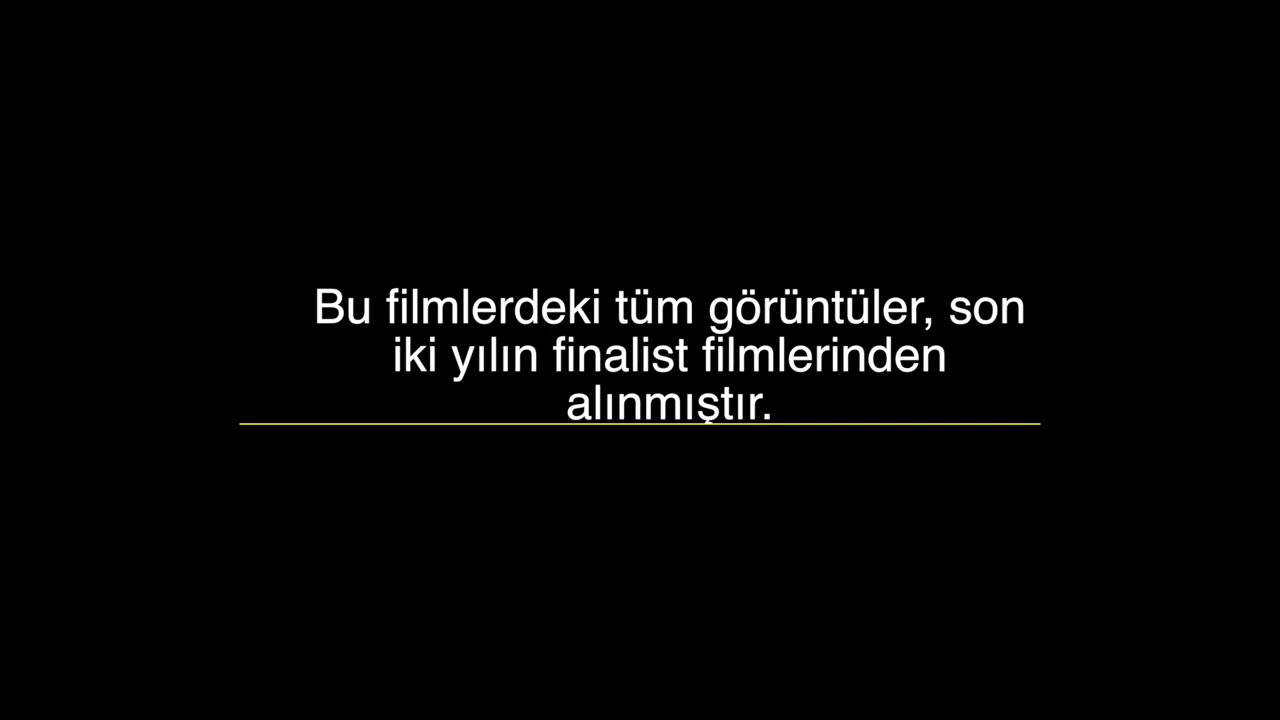 Bu filmlerdeki tüm görüntüler, son
iki yılın finalist filmlerinden
alınmıştır.